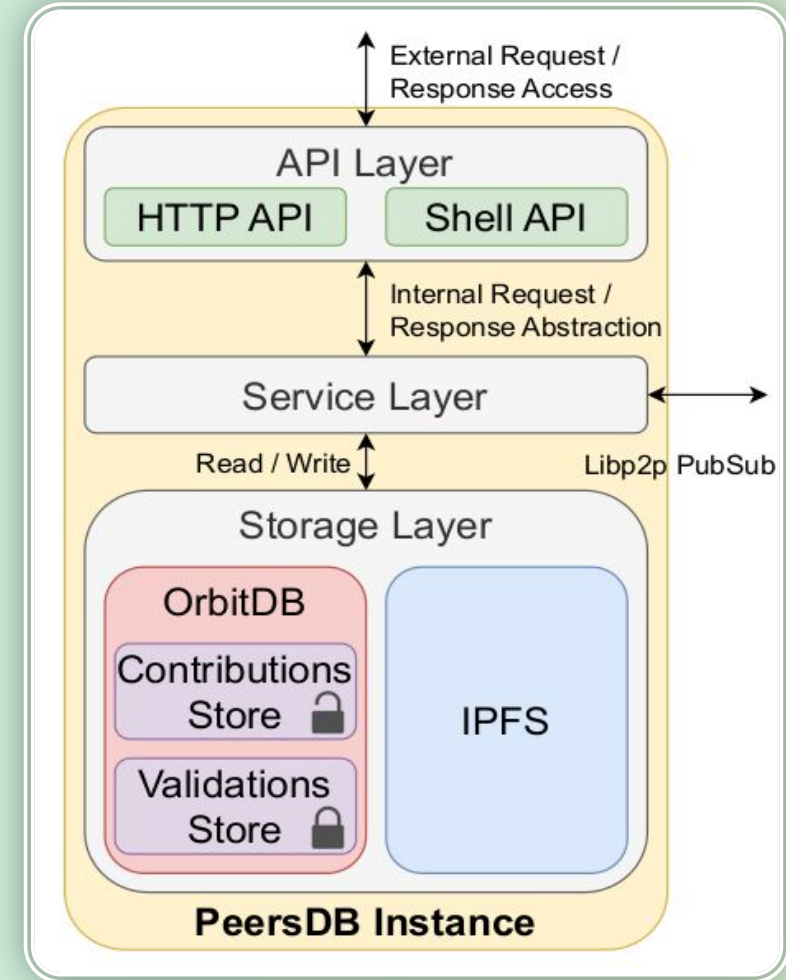 External Request /
Response Access
API Layer
HTTP API
Shell API
Internal Request /
Response Abstraction
Service Layer
Read / Write
Libp2p PubSub
Storage Layer
OrbitDB
Contributions
Store
Validations
Store
IPFS
PeersDB Instance